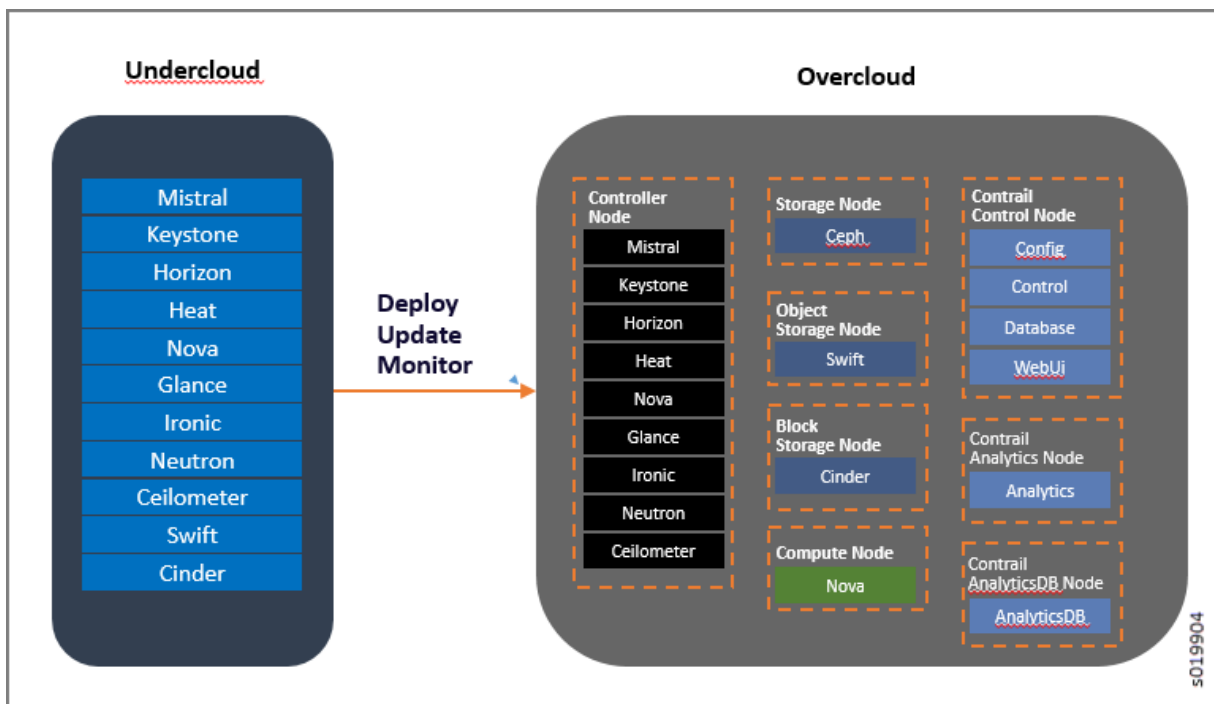 Undercloud
Mistral
Keystone
Horizon
Heat
Nova
Glance
Ironic
Neutron
Ceilometer
Swift
Cinder
Deploy
Update
Monitor
Overcloud
Controller
Node
Mistral
Keystone
Horizon
Heat
Nova
Glance
Ironic
Neutron
Ceilometer
Storage Node
Ceph
Object
Storage Node
Swift
Block
Storage Node
Cinder
Compute Node
Nova
Contrail
Control Node
Config
Control
Database
WebUi
Contrail
Analytics Node
Analytics
Contrail
AnalyticsDB Node
AnalyticsDB
s019904